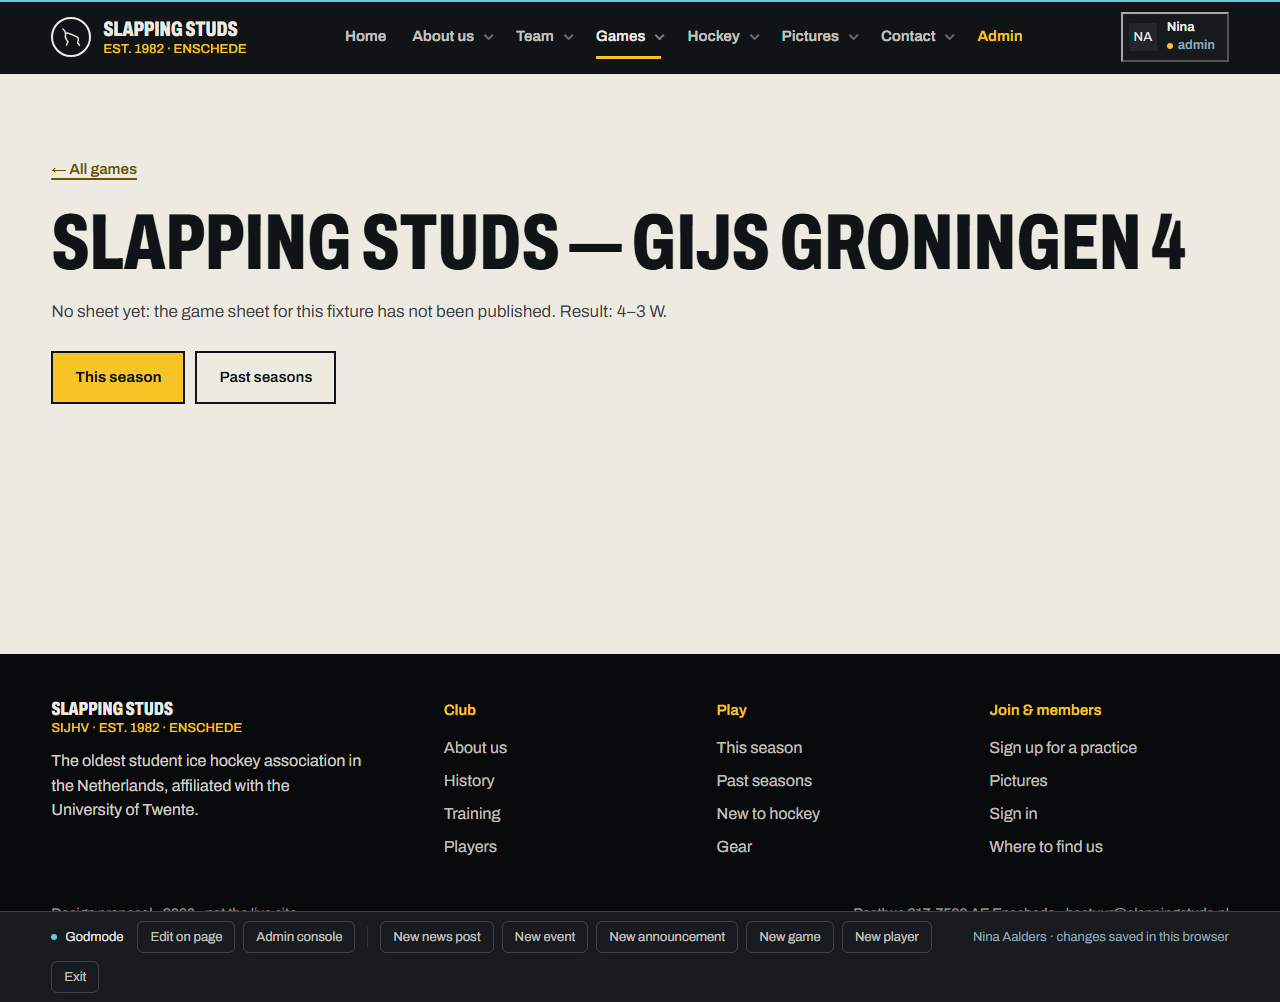 SLAPPING STUDS
EST. 1982 · ENSCHEDE
Home
About us
Team
Games
Hockey
Pictures
Contact
Admin
NA
Nina
admin
← All games
SLAPPING STUDS — GIJS GRONINGEN 4
No sheet yet: the game sheet for this fixture has not been published. Result: 4–3 W.
This season
Past seasons
SLAPPING STUDS
SIJHV · EST. 1982 · ENSCHEDE
The oldest student ice hockey association in
the Netherlands, affiliated with the
University of Twente.
Club
About us
History
Training
Players
Play
This season
Past seasons
New to hockey
Gear
Join & members
Sign up for a practice
Pictures
Sign in
Where to find us
Godmode
Edit on page
Admin console
New news post
New event
New announcement
New game
New player
Nina Aalders · changes saved in this browser
Exit